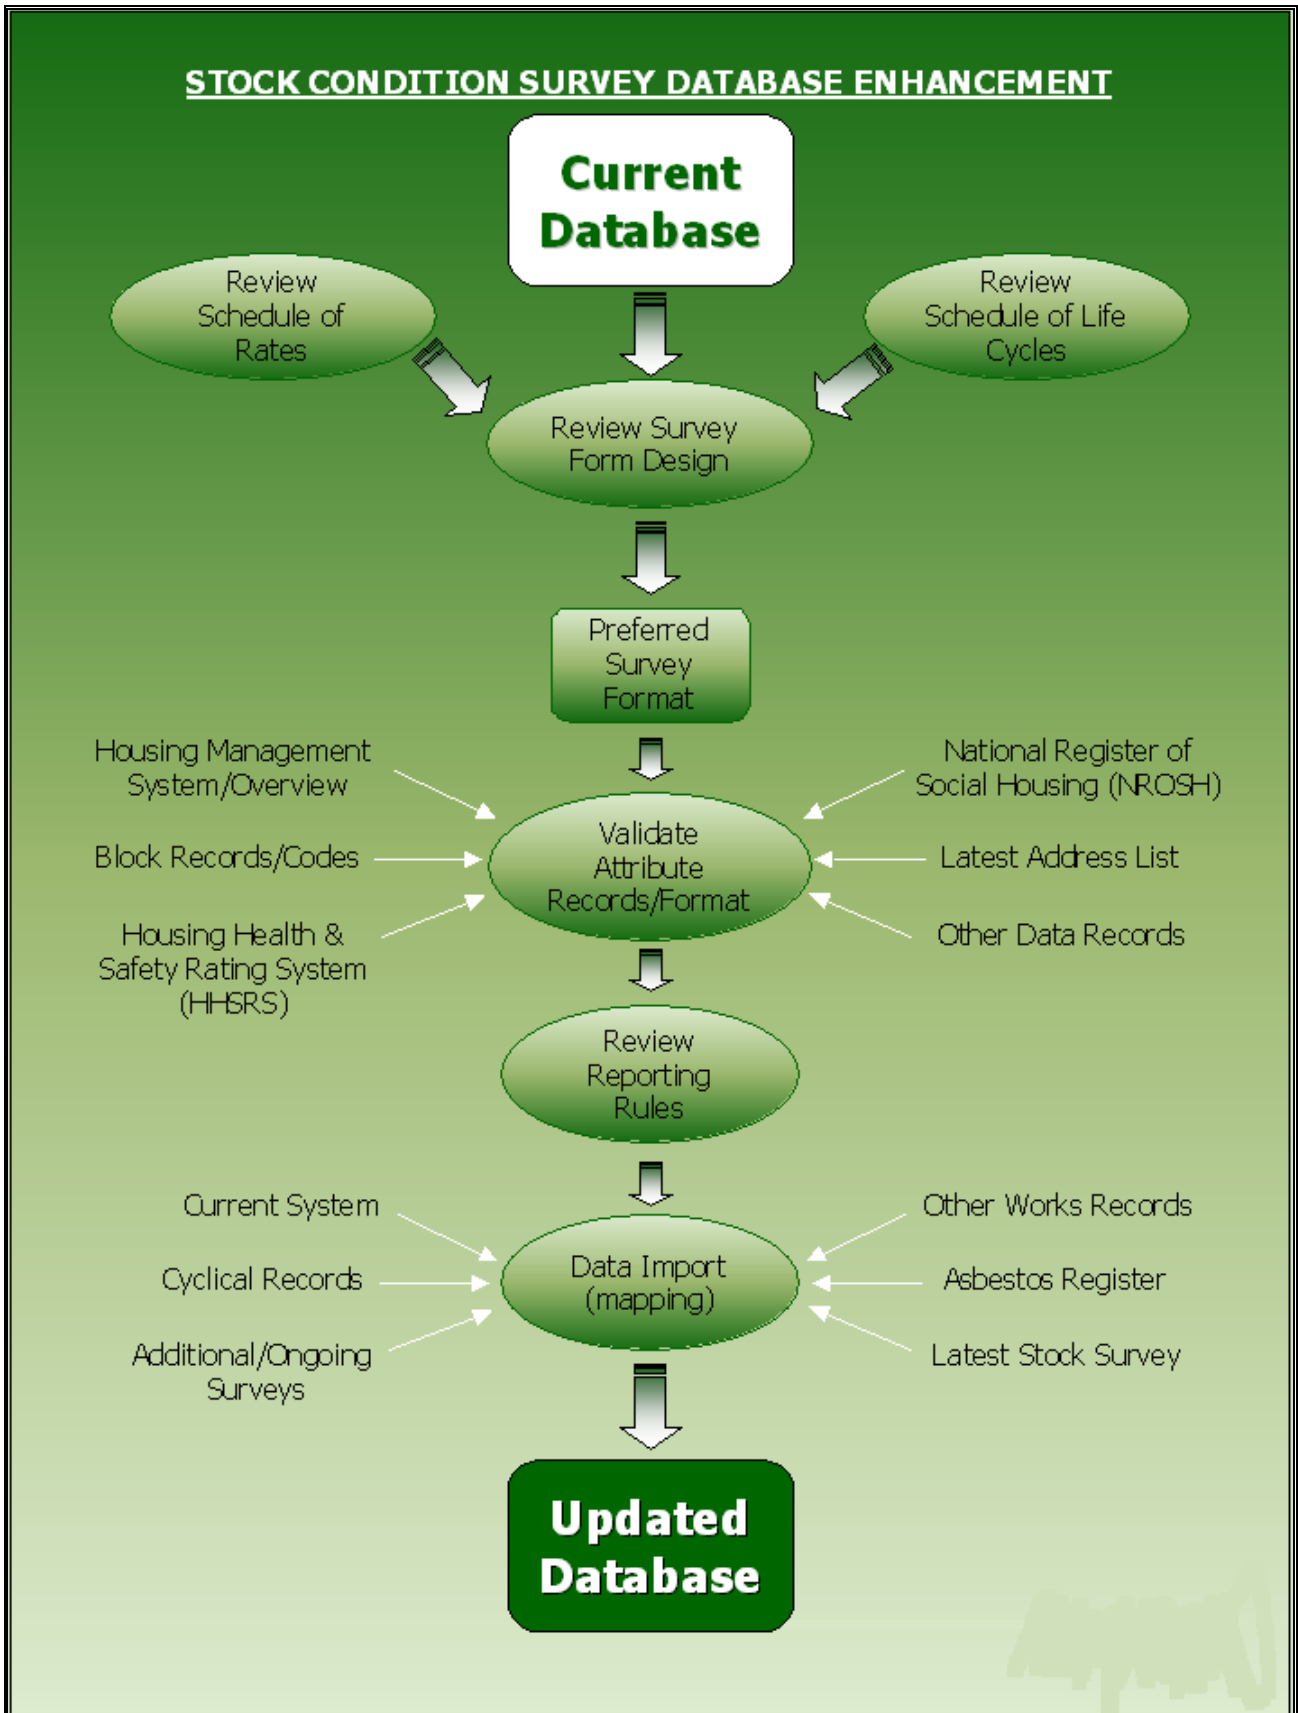 STOCK CONDITION SURVEY DATABASE ENHANCEMENT
Current
Database
Review
Schedule of
Rates
Review
Schedule of Life
Cycles
Review Survey
Form Design
Preferred
Survey
Format
Housing Management
System/Overview
National Register of
Social Housing (NROSH)
Validate
Attribute
Records/Format
Block Records/Codes
Latest Address List
Housing Health &
Safety Rating System
(HHSRS)
Other Data Records
Review
Reporting
Rules
Current System
Other Works Records
Data Import
(mapping)
Cyclical Records
Asbestos Register
Additional/Ongoing
Surveys
Latest Stock Survey
Updated
Database